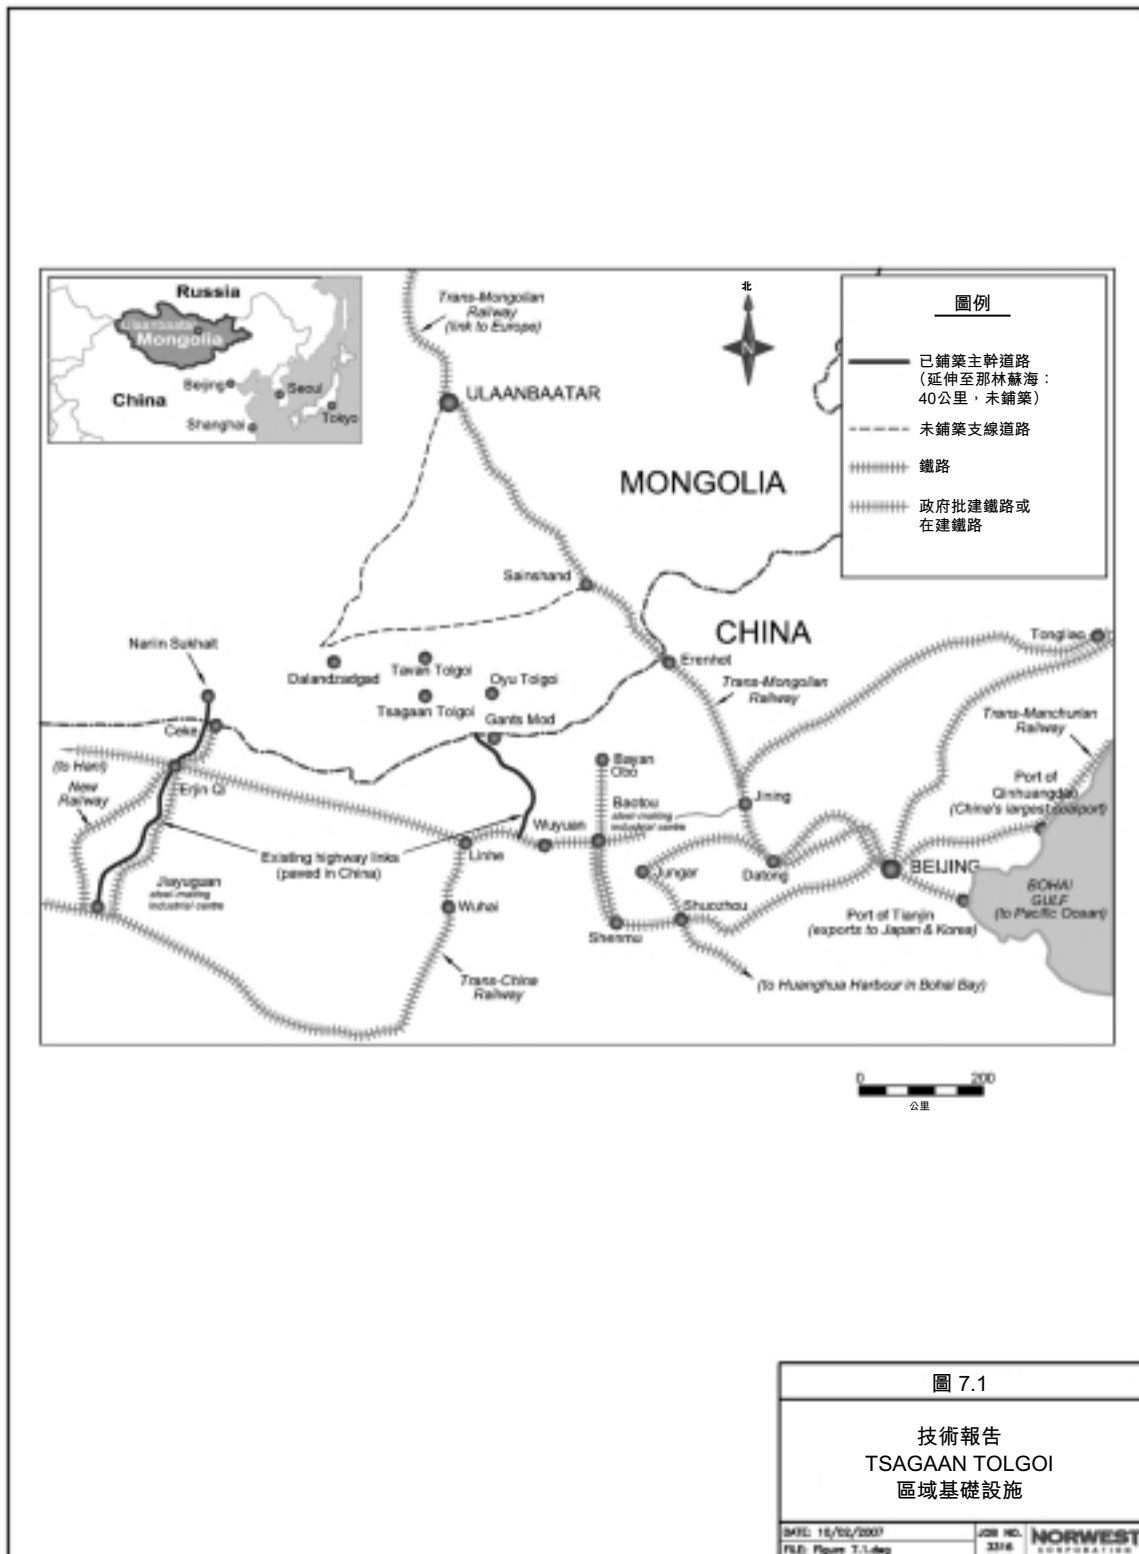 Russia
Ulaanbaatar
Mongolia
Beijing
Seoul
China
Tokyo
Shanghai
Trans-Mongolian
Railway
(link to Europe)
北
N
圖例
已鋪築主幹道路
(延伸至那林蘇海：
40公里，未鋪築)
未鋪築支線道路
鐵路
政府批建鐵路或
在建鐵路
ULAANBAATAR
MONGOLIA
Sainshand
CHINA
Tongliao
Nariin Sukhait
Dalandzadgad
Tavan Tolgoi
Oyu Tolgoi
Erenhot
Trans-Mongolian
Railway
Tsagaan Tolgoi
Gants Mod
Ceke
Trans-Manchurian
Railway
(to Hami)
New
Railway
Erjin Qi
Bayan
Obo
Port of
Qinhuangdao
(China's largest coalport)
Baotou
steel making
industrial centre
Jining
Wuyuan
Linhe
Existing highway links
(paved in China)
Jungar
Datong
BEIJING
Jiayuguan
steel making
industrial centre
Wuhai
Shuozhou
Shenmu
BOHAI
GULF
(to Pacific Ocean)
Port of Tianjin
(exports to Japan & Korea)
Trans-China
Railway
(to Huanghua Harbour in Bohai Bay)
0 200
公里
圖 7.1
技術報告
TSAGAAN TOLGOI
區域基礎設施
DATE: 10/02/2007
JOB NO.
3316
FILE: Figure 7.1.dwg
NORWEST
CORPORATION